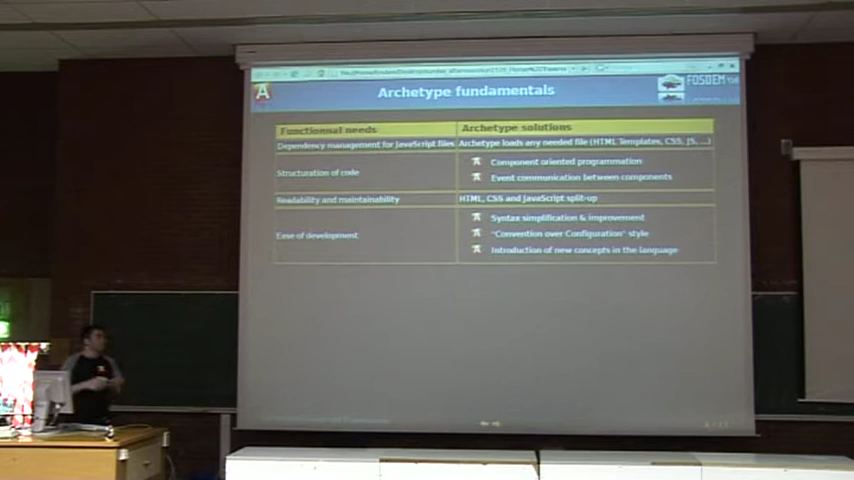 FOSDEM
Archetype fundamentals
Functionnal needs
Archetype solutions
Dependency management for JavaScript files
Archetype loads any needed file (HTML Templates, CSS, JS, ...)
Structuration of code
Component oriented programmation
Event communication between components
Readability and maintainability
HTML, CSS and JavaScript split-up
Ease of development
Syntax simplification & improvement
"Convention over Configuration" style
Introduction of new concepts in the language